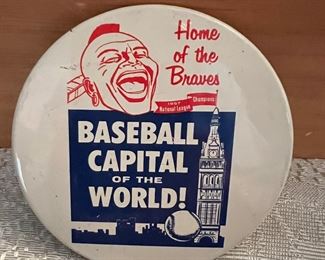 Home
of the
Braves
1957 Champions
National League
BASEBALL
CAPITAL
OF THE
WORLD!